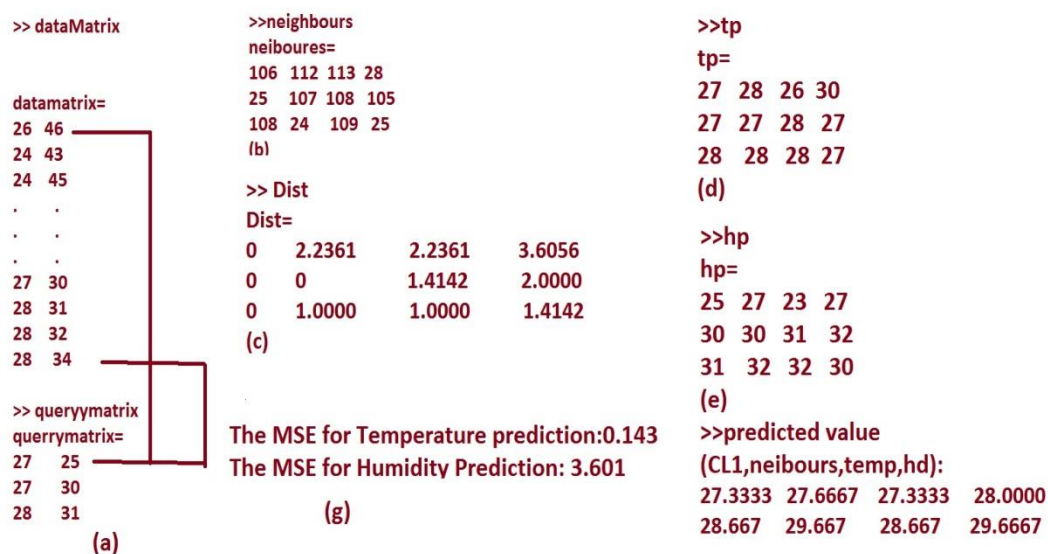 >> dataMatrix
datamatrix=
26 46
24 43
24 45
. .
. .
. .
27 30
28 31
28 32
28 34
>> queryymatrix
querrymatrix=
27 25
27 30
28 31
(a)
>>neighbours
neiboures=
106 112 113 28
25 107 108 105
108 24 109 25
(b)
>> Dist
Dist=
0 2.2361 2.2361 3.6056
0 0 1.4142 2.0000
0 1.0000 1.0000 1.4142
(c)
The MSE for Temperature prediction:0.143
The MSE for Humidity Prediction: 3.601
(g)
>>tp
tp=
27 28 26 30
27 27 28 27
28 28 28 27
(d)
>>hp
hp=
25 27 23 27
30 30 31 32
31 32 32 30
(e)
>>predicted value
(CL1,neibours,temp,hd):
27.3333 27.6667 27.3333 28.0000
28.667 29.667 28.667 29.6667